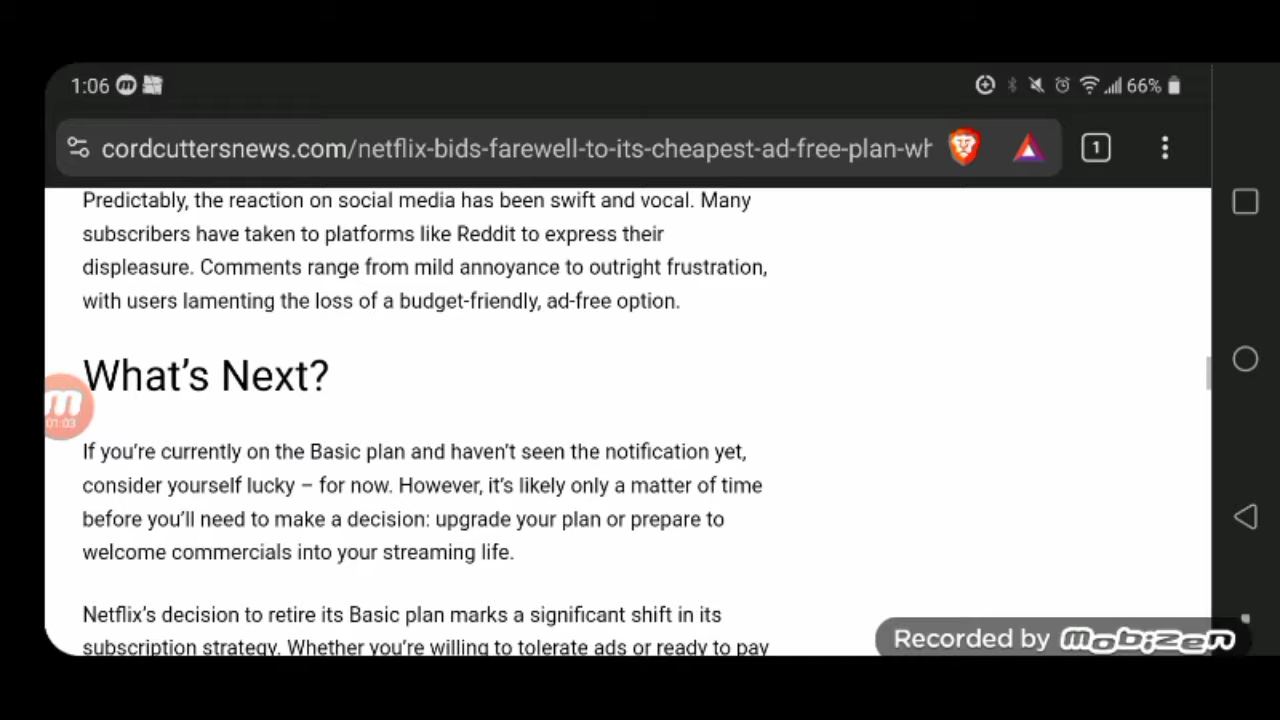 1:06
66%
cordcuttersnews.com/netflix-bids-farewell-to-its-cheapest-ad-free-plan-wh
1
Predictably, the reaction on social media has been swift and vocal. Many
subscribers have taken to platforms like Reddit to express their
displeasure. Comments range from mild annoyance to outright frustration,
with users lamenting the loss of a budget-friendly, ad-free option.
What’s Next?
m
01:03
If you’re currently on the Basic plan and haven’t seen the notification yet,
consider yourself lucky – for now. However, it’s likely only a matter of time
before you’ll need to make a decision: upgrade your plan or prepare to
welcome commercials into your streaming life.
Netflix’s decision to retire its Basic plan marks a significant shift in its
subscription strategy. Whether you’re willing to tolerate ads or ready to pay
Recorded by mobizen